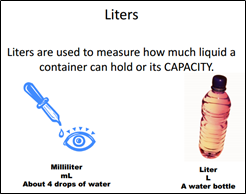 Liters
Liters are used to measure how much liquid a
container can hold or its CAPACITY.
Milliliter
mL
About 4 drops of water
Liter
L
A water bottle